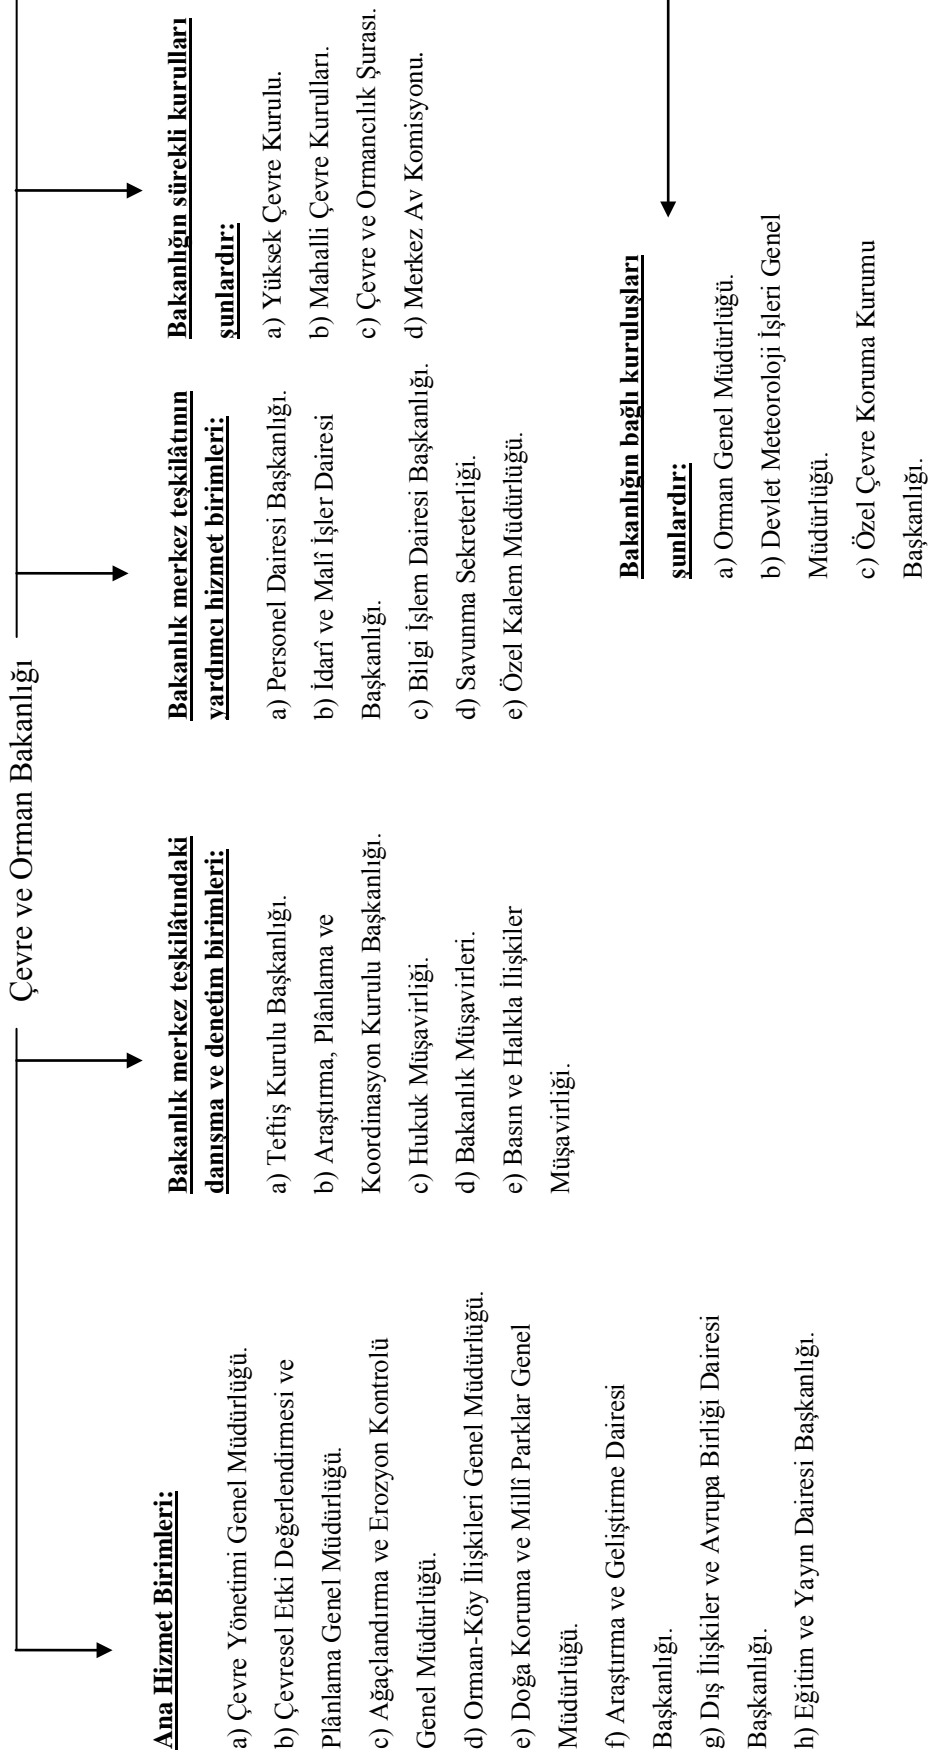 Çevre ve Orman Bakanlığı
Ana Hizmet Birimleri:
a) Çevre Yönetimi Genel Müdürlüğü.
b) Çevresel Etki Değerlendirmesi ve
Plânlama Genel Müdürlüğü.
c) Ağaçlandırma ve Erozyon Kontrolü
Genel Müdürlüğü.
d) Orman-Köy İlişkileri Genel Müdürlüğü.
e) Doğa Koruma ve Millî Parklar Genel
Müdürlüğü.
f) Araştırma ve Geliştirme Dairesi
Başkanlığı.
g) Dış İlişkiler ve Avrupa Birliği Dairesi
Başkanlığı.
h) Eğitim ve Yayın Dairesi Başkanlığı.
Bakanlık merkez teşkilâtındaki
danışma ve denetim birimleri:
a) Teftiş Kurulu Başkanlığı.
b) Araştırma, Plânlama ve
Koordinasyon Kurulu Başkanlığı.
c) Hukuk Müşavirliği.
d) Bakanlık Müşavirleri.
e) Basın ve Halkla İlişkiler
Müşavirliği.
Bakanlık merkez teşkilâtının
yardımcı hizmet birimleri:
a) Personel Dairesi Başkanlığı.
b) İdarî ve Malî İşler Dairesi
Başkanlığı.
c) Bilgi İşlem Dairesi Başkanlığı.
d) Savunma Sekreterliği.
e) Özel Kalem Müdürlüğü.
Bakanlığın sürekli kurulları
şunlardır:
a) Yüksek Çevre Kurulu.
b) Mahalli Çevre Kurulları.
c) Çevre ve Ormancılık Şurası.
d) Merkez Av Komisyonu.
Bakanlığın bağlı kuruluşları
şunlardır:
a) Orman Genel Müdürlüğü.
b) Devlet Meteoroloji İşleri Genel
Müdürlüğü.
c) Özel Çevre Koruma Kurumu
Başkanlığı.